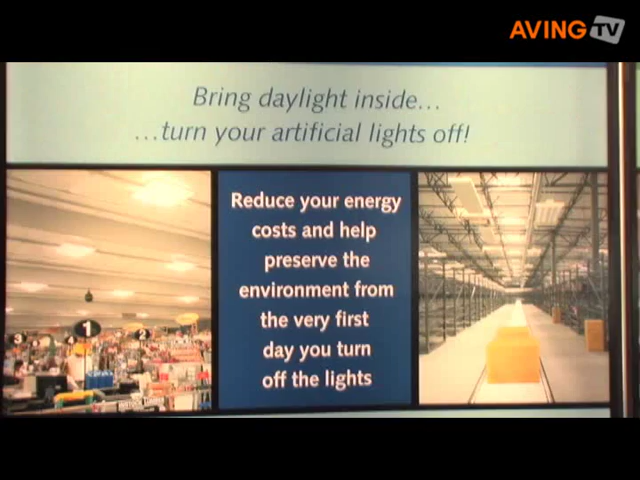 AVING TV
Bring daylight inside...
...turn your artificial lights off!
Reduce your energy
costs and help
preserve the
environment from
the very first
day you turn
off the lights
3
4
1
2